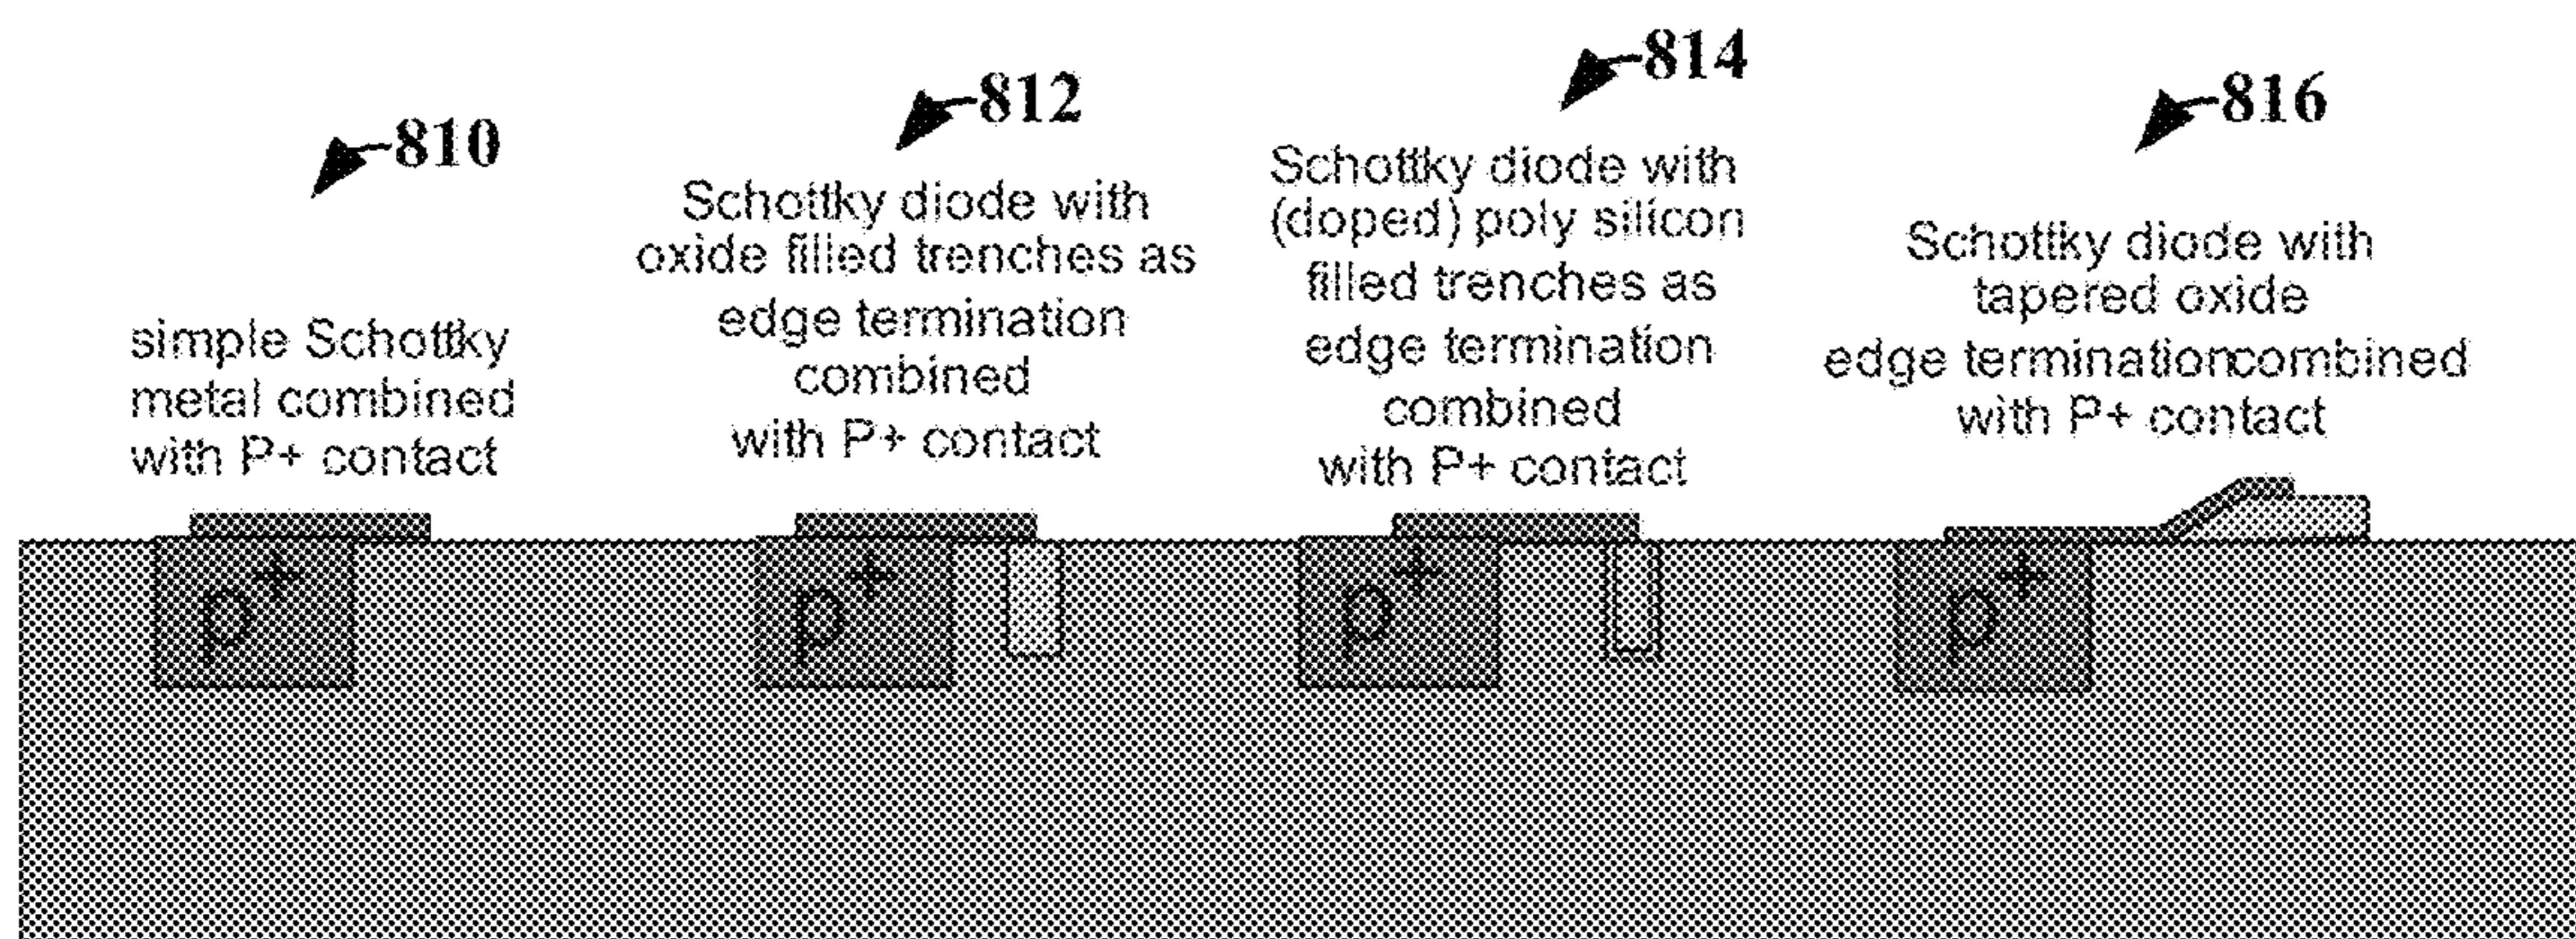 810
simple Schottky
metal combined
with P+ contact
812
Schottky diode with
oxide filled trenches as
edge termination
combined
with P+ contact
814
Schottky diode with
(doped) poly silicon
filled trenches as
edge termination
combined
with P+ contact
816
Schottky diode with
tapered oxide
edge terminationcombined
with P+ contact
p+
p+
p+
p+